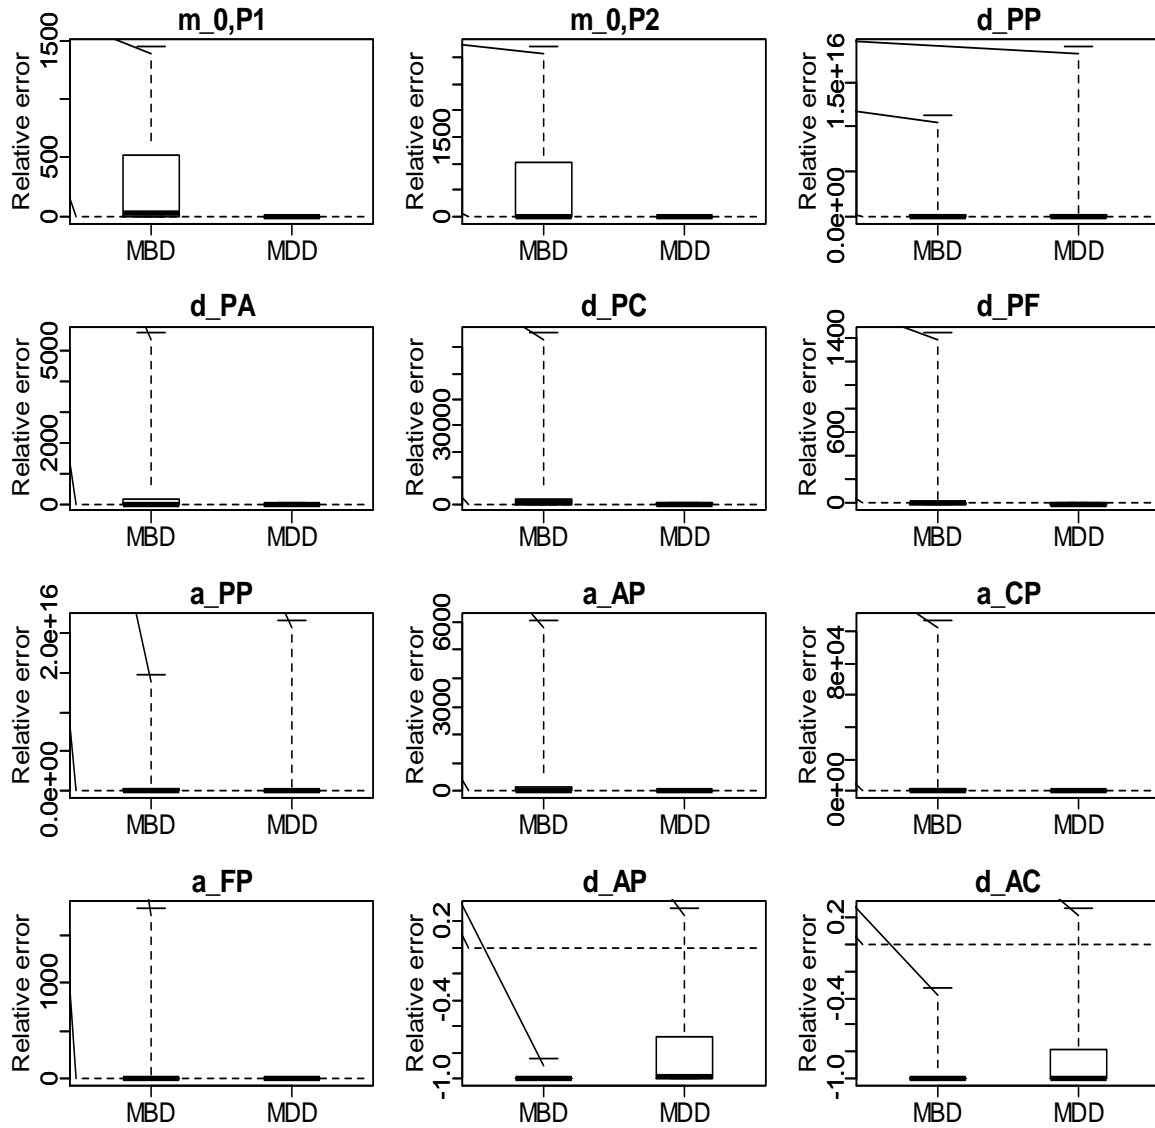 m_0,P1
Relative error
1500
500
0
MBD
MDD
m_0,P2
Relative error
1500
0
MBD
MDD
d_PP
Relative error
1.5e+16
0.0e+00
MBD
MDD
d_PA
Relative error
5000
2000
0
MBD
MDD
d_PC
Relative error
30000
0
MBD
MDD
d_PF
Relative error
1400
600
0
MBD
MDD
a_PP
Relative error
2.0e+16
0.0e+00
MBD
MDD
a_AP
Relative error
6000
3000
0
MBD
MDD
a_CP
Relative error
8e+04
0e+00
MBD
MDD
a_FP
Relative error
1000
0
MBD
MDD
d_AP
Relative error
0.2
-0.4
-1.0
MBD
MDD
d_AC
Relative error
0.2
-0.4
-1.0
MBD
MDD